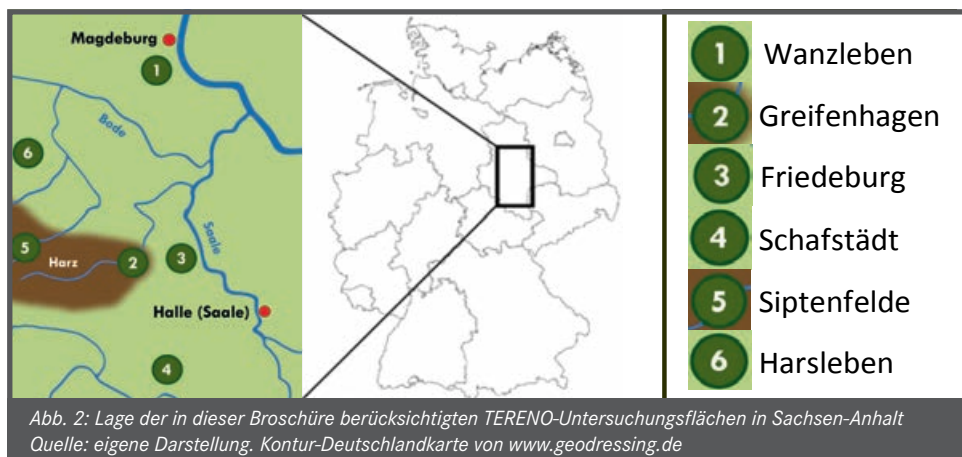 Magdeburg
1
Bode
6
Saale
5
Harz
2
3
Halle (Saale)
4
1 Wanzleben
2 Greifenhagen
3 Friedeburg
4 Schafstädt
5 Siptenfelde
6 Harsleben
Abb. 2: Lage der in dieser Broschüre berücksichtigten TERENO-Untersuchungsflächen in Sachsen-Anhalt
Quelle: eigene Darstellung. Kontur-Deutschlandkarte von www.geodressing.de